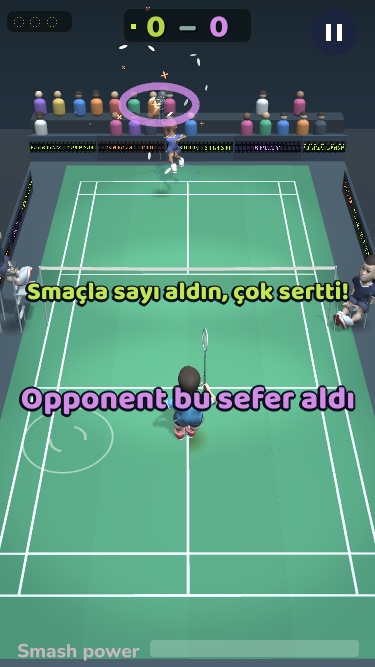 0 – 0
Smaçla sayı aldın, çok sertti!
Opponent bu sefer aldı
Smash power